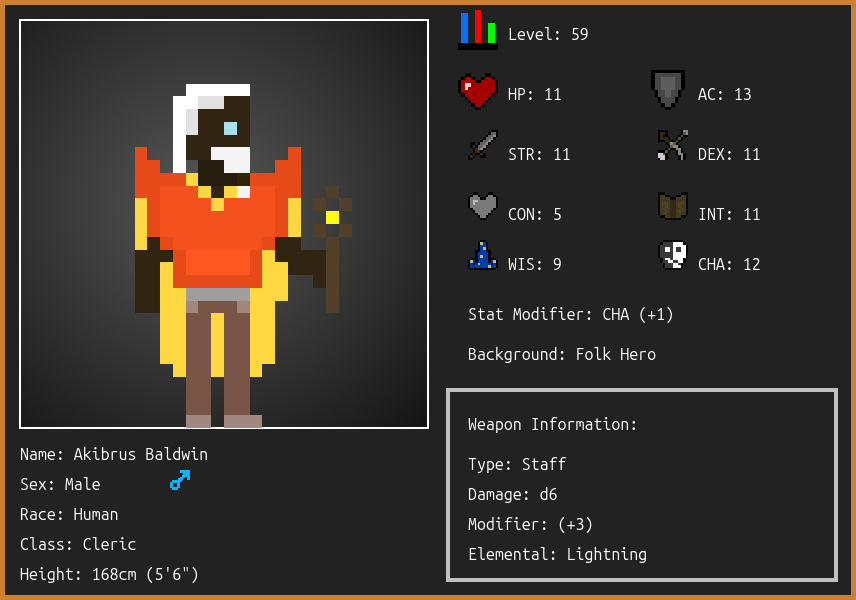 Level: 59
HP: 11
AC: 13
STR: 11
DEX: 11
CON: 5
INT: 11
WIS: 9
CHA: 12
Stat Modifier: CHA (+1)
Background: Folk Hero
Weapon Information:
Type: Staff
Damage: d6
Modifier: (+3)
Elemental: Lightning
Name: Akibrus Baldwin
Sex: Male
Race: Human
Class: Cleric
Height: 168cm (5'6")